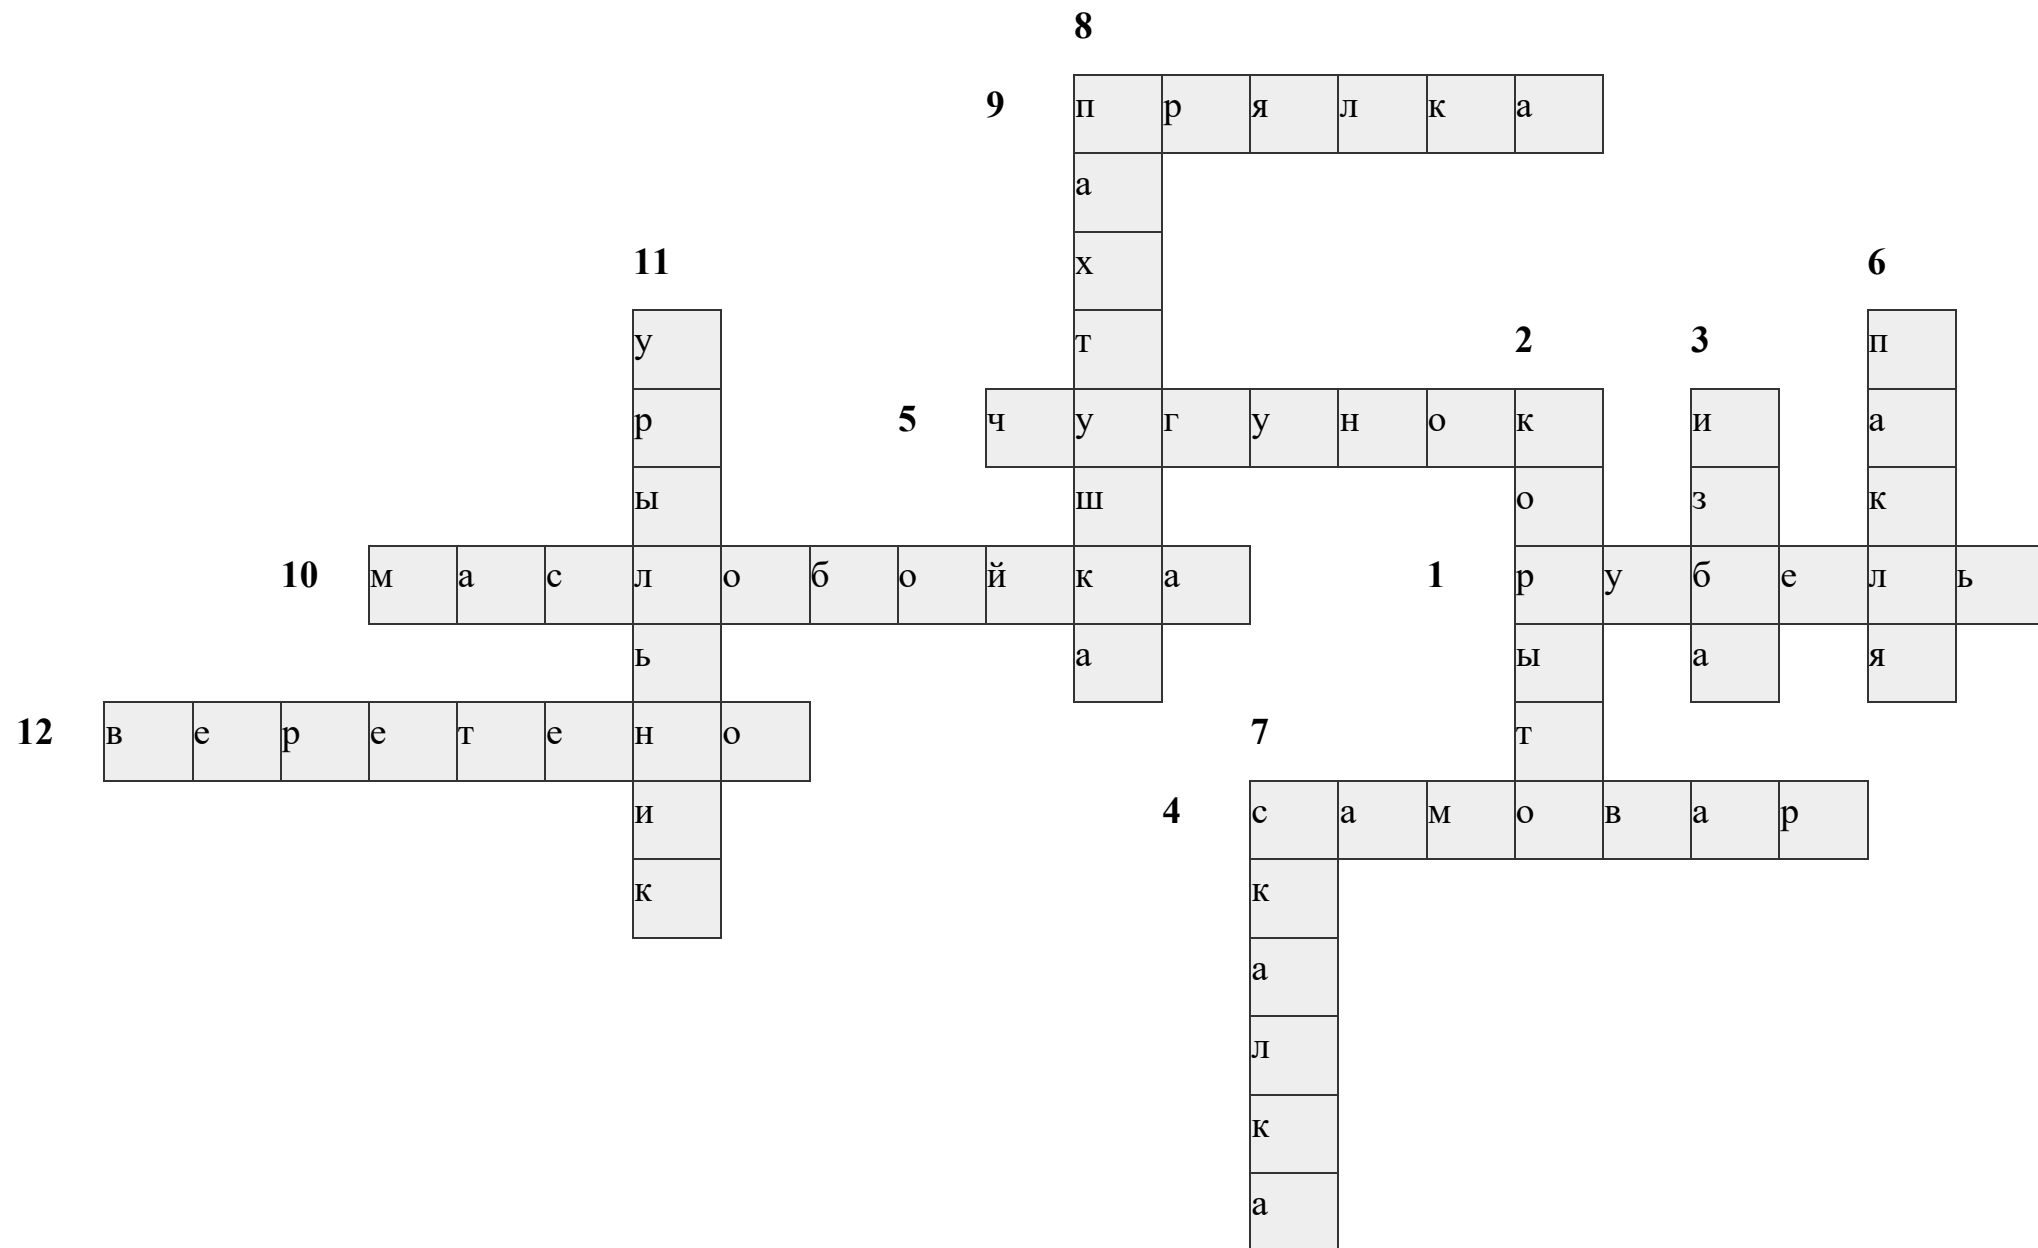 8
9 п р я л к а
а
11 х 6
у т 2 3 п
р 5 ч у г у н о к и а
ы ш о з к
10 м а с л о б о й к а 1 р у б е л ь
ь а ы а я
12 в е р е т е н о 7 т
и 4 с а м о в а р
к к
а
л
к
а